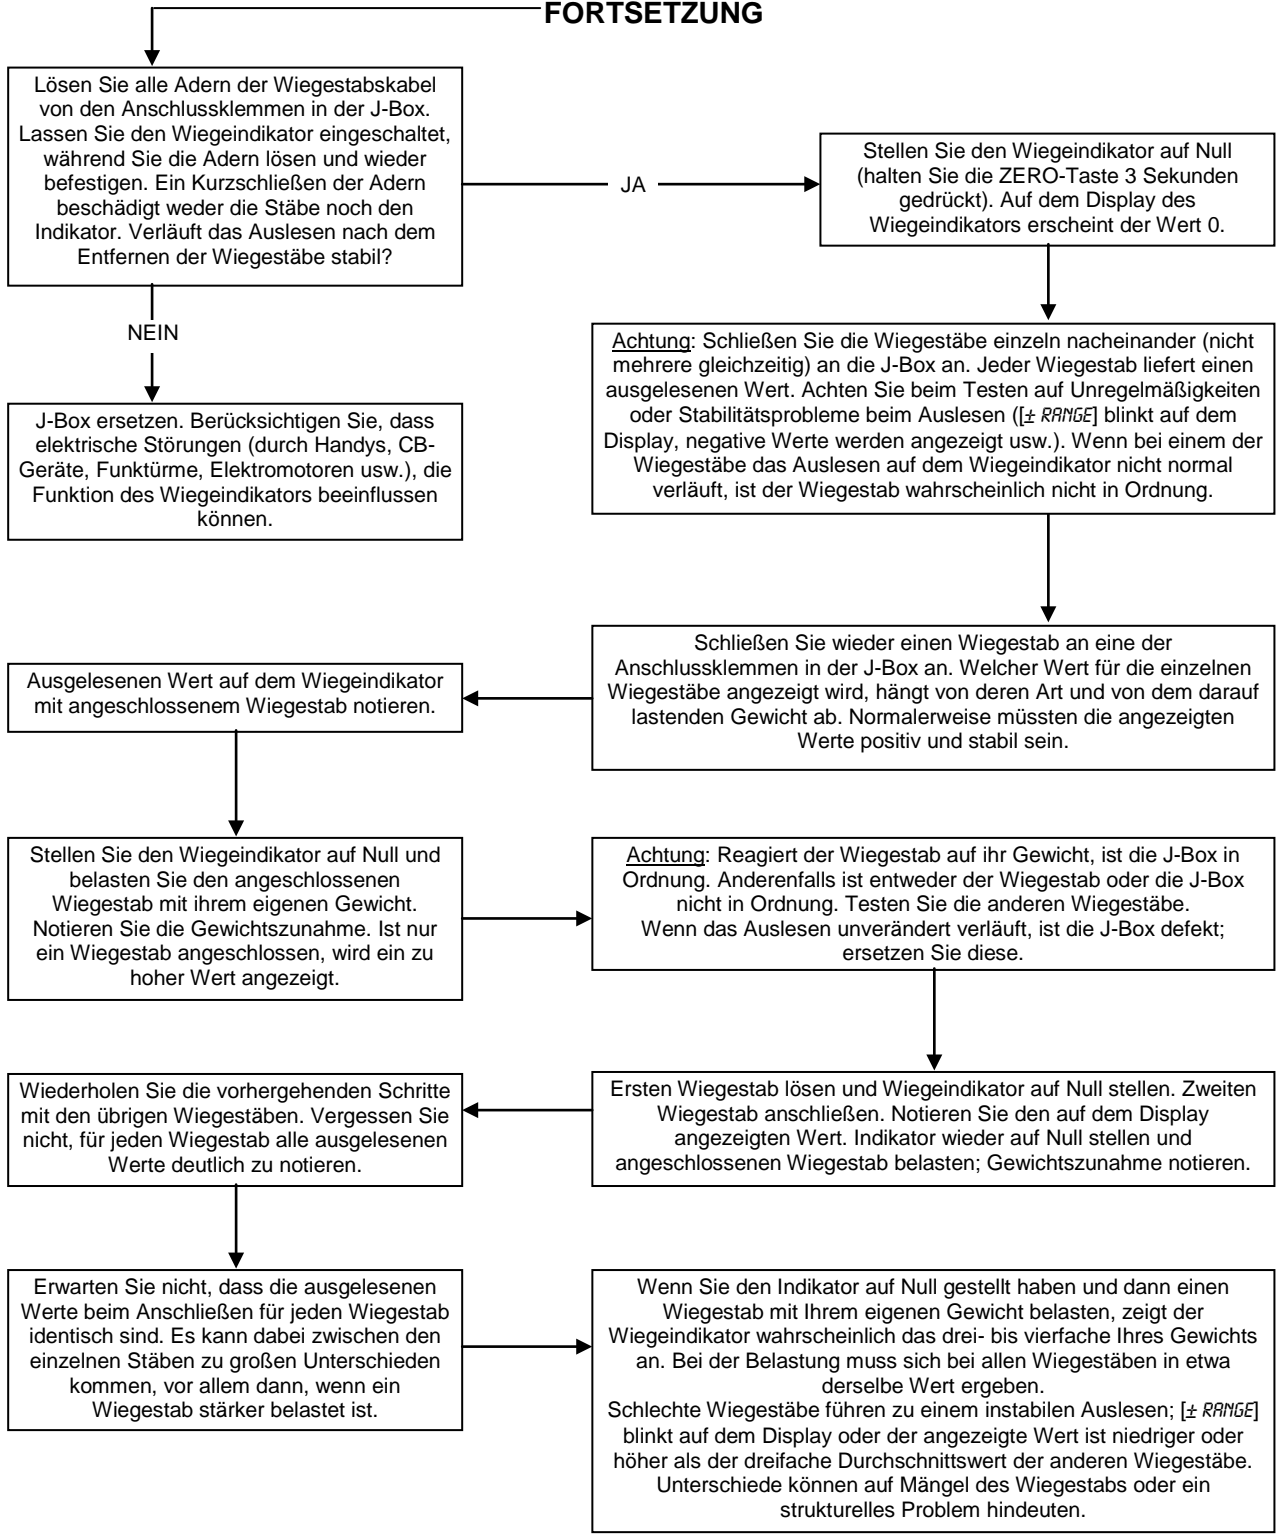 FORTSETZUNG
Lösen Sie alle Adern der Wiegestabskabel
von den Anschlussklemmen in der J-Box.
Lassen Sie den Wiegeindikator eingeschaltet,
während Sie die Adern lösen und wieder
befestigen. Ein Kurzschließen der Adern
beschädigt weder die Stäbe noch den
Indikator. Verläuft das Auslesen nach dem
Entfernen der Wiegestäbe stabil?
JA
Stellen Sie den Wiegeindikator auf Null
(halten Sie die ZERO-Taste 3 Sekunden
gedrückt). Auf dem Display des
Wiegeindikators erscheint der Wert 0.
NEIN
J-Box ersetzen. Berücksichtigen Sie, dass
elektrische Störungen (durch Handys, CB-
Geräte, Funktürme, Elektromotoren usw.), die
Funktion des Wiegeindikators beeinflussen
können.
Achtung: Schließen Sie die Wiegestäbe einzeln nacheinander (nicht
mehrere gleichzeitig) an die J-Box an. Jeder Wiegestab liefert einen
ausgelesenen Wert. Achten Sie beim Testen auf Unregelmäßigkeiten
oder Stabilitätsprobleme beim Auslesen ([± RANGE] blinkt auf dem
Display, negative Werte werden angezeigt usw.). Wenn bei einem der
Wiegestäbe das Auslesen auf dem Wiegeindikator nicht normal
verläuft, ist der Wiegestab wahrscheinlich nicht in Ordnung.
Schließen Sie wieder einen Wiegestab an eine der
Anschlussklemmen in der J-Box an. Welcher Wert für die einzelnen
Wiegestäbe angezeigt wird, hängt von deren Art und von dem darauf
lastenden Gewicht ab. Normalerweise müssten die angezeigten
Werte positiv und stabil sein.
Ausgelesenen Wert auf dem Wiegeindikator
mit angeschlossenem Wiegestab notieren.
Stellen Sie den Wiegeindikator auf Null und
belasten Sie den angeschlossenen
Wiegestab mit ihrem eigenen Gewicht.
Notieren Sie die Gewichtszunahme. Ist nur
ein Wiegestab angeschlossen, wird ein zu
hoher Wert angezeigt.
Achtung: Reagiert der Wiegestab auf ihr Gewicht, ist die J-Box in
Ordnung. Anderenfalls ist entweder der Wiegestab oder die J-Box
nicht in Ordnung. Testen Sie die anderen Wiegestäbe.
Wenn das Auslesen unverändert verläuft, ist die J-Box defekt;
ersetzen Sie diese.
Ersten Wiegestab lösen und Wiegeindikator auf Null stellen. Zweiten
Wiegestab anschließen. Notieren Sie den auf dem Display
angezeigten Wert. Indikator wieder auf Null stellen und
angeschlossenen Wiegestab belasten; Gewichtszunahme notieren.
Wiederholen Sie die vorhergehenden Schritte
mit den übrigen Wiegestäben. Vergessen Sie
nicht, für jeden Wiegestab alle ausgelesenen
Werte deutlich zu notieren.
Erwarten Sie nicht, dass die ausgelesenen
Werte beim Anschließen für jeden Wiegestab
identisch sind. Es kann dabei zwischen den
einzelnen Stäben zu großen Unterschieden
kommen, vor allem dann, wenn ein
Wiegestab stärker belastet ist.
Wenn Sie den Indikator auf Null gestellt haben und dann einen
Wiegestab mit Ihrem eigenen Gewicht belasten, zeigt der
Wiegeindikator wahrscheinlich das drei- bis vierfache Ihres Gewichts
an. Bei der Belastung muss sich bei allen Wiegestäben in etwa
derselbe Wert ergeben.
Schlechte Wiegestäbe führen zu einem instabilen Auslesen; [± RANGE]
blinkt auf dem Display oder der angezeigte Wert ist niedriger oder
höher als der dreifache Durchschnittswert der anderen Wiegestäbe.
Unterschiede können auf Mängel des Wiegestabs oder ein
strukturelles Problem hindeuten.